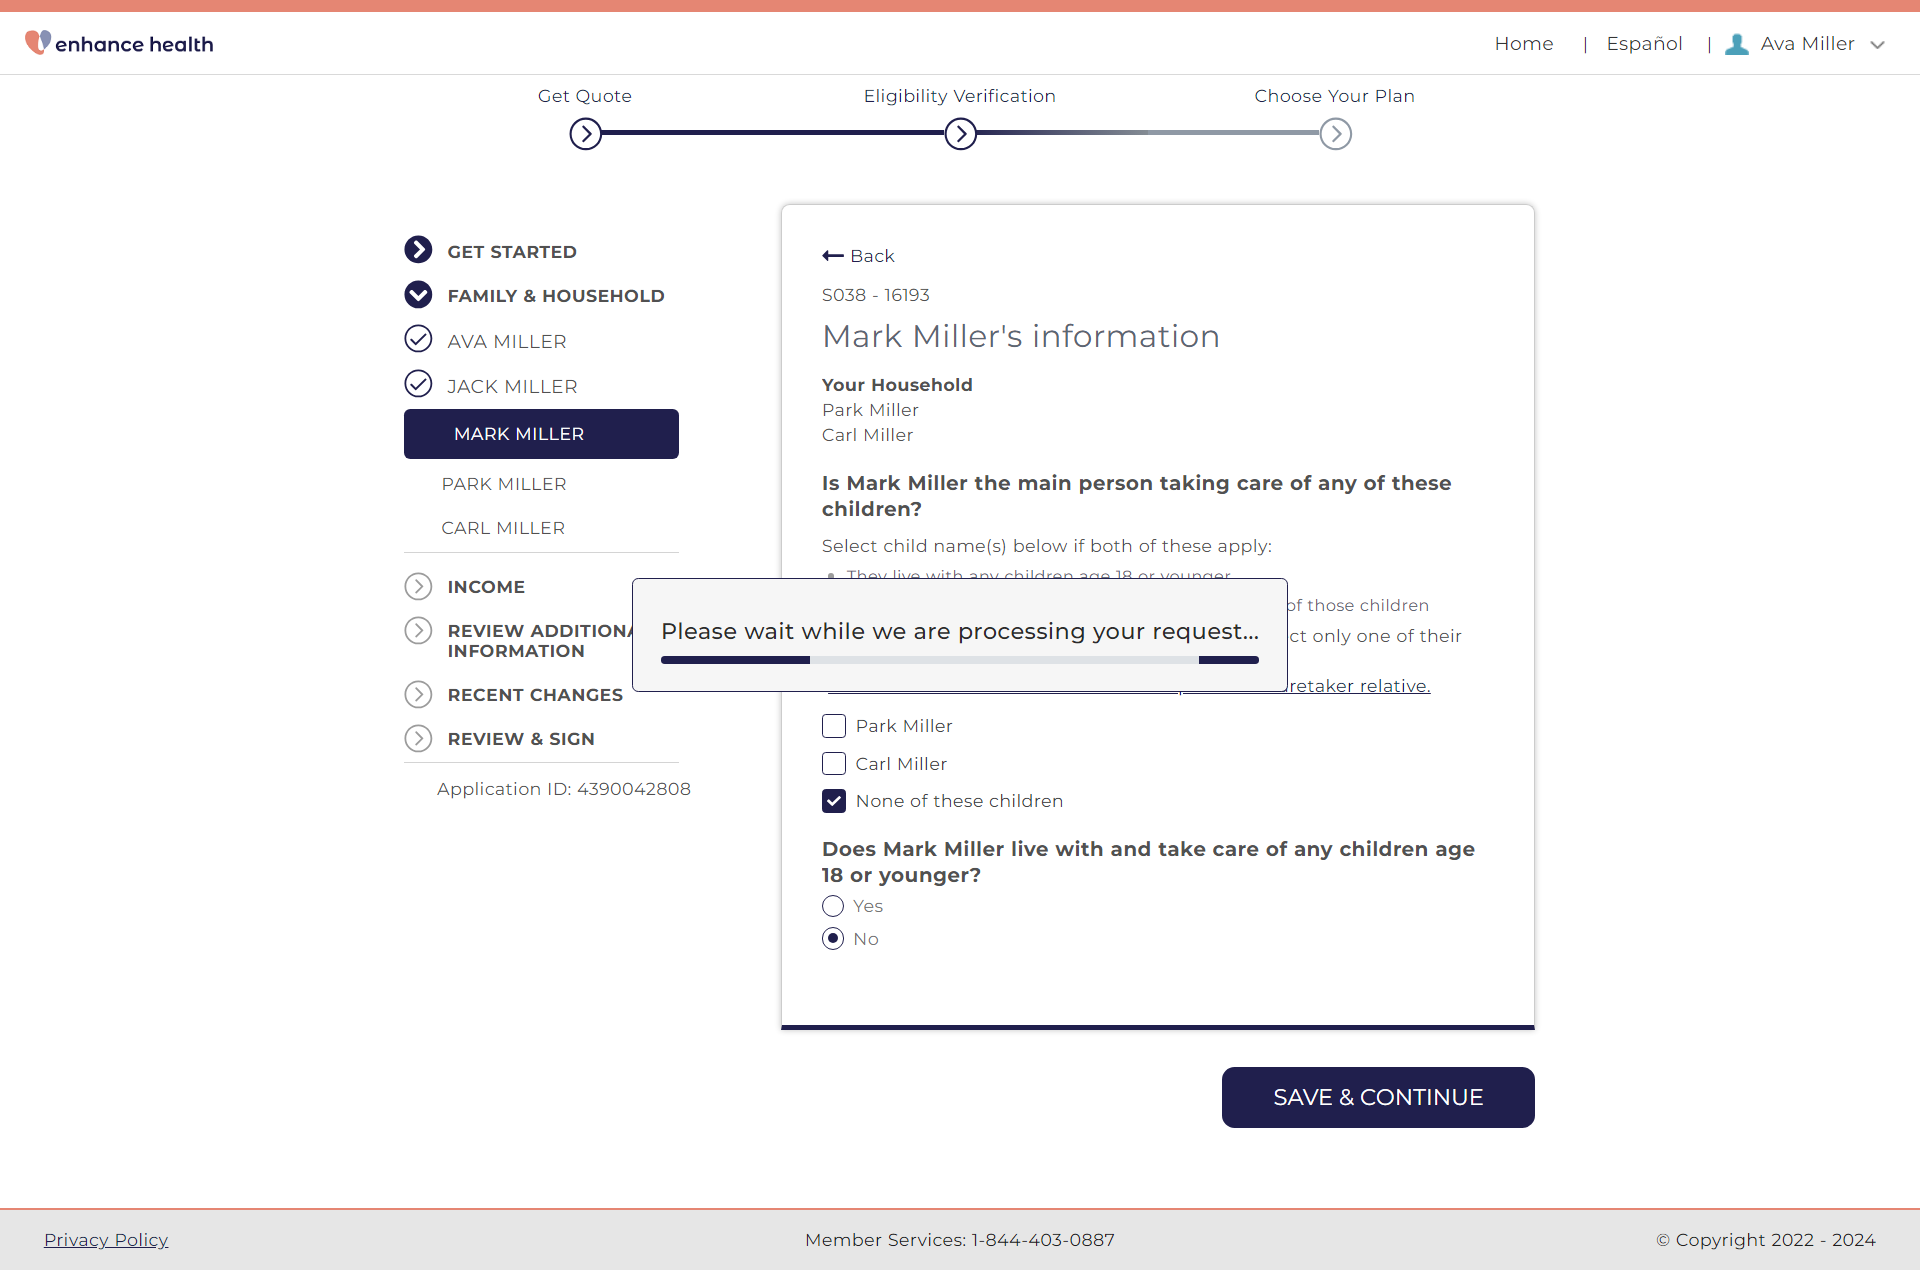 enhance health
Home | Español | Ava Miller
Get Quote
Eligibility Verification
Choose Your Plan
GET STARTED
FAMILY & HOUSEHOLD
AVA MILLER
JACK MILLER
MARK MILLER
PARK MILLER
CARL MILLER
INCOME
REVIEW ADDITIONA
INFORMATION
RECENT CHANGES
REVIEW & SIGN
Application ID: 4390042808
Back
S038 - 16193
Mark Miller's information
Your Household
Park Miller
Carl Miller
Is Mark Miller the main person taking care of any of these
children?
Select child name(s) below if both of these apply:
They live with any children age 18 or younger
of those children
ct only one of their
Please wait while we are processing your request...
retaker relative.
Park Miller
Carl Miller
None of these children
Does Mark Miller live with and take care of any children age
18 or younger?
Yes
No
SAVE & CONTINUE
Privacy Policy
Member Services: 1-844-403-0887
© Copyright 2022 - 2024